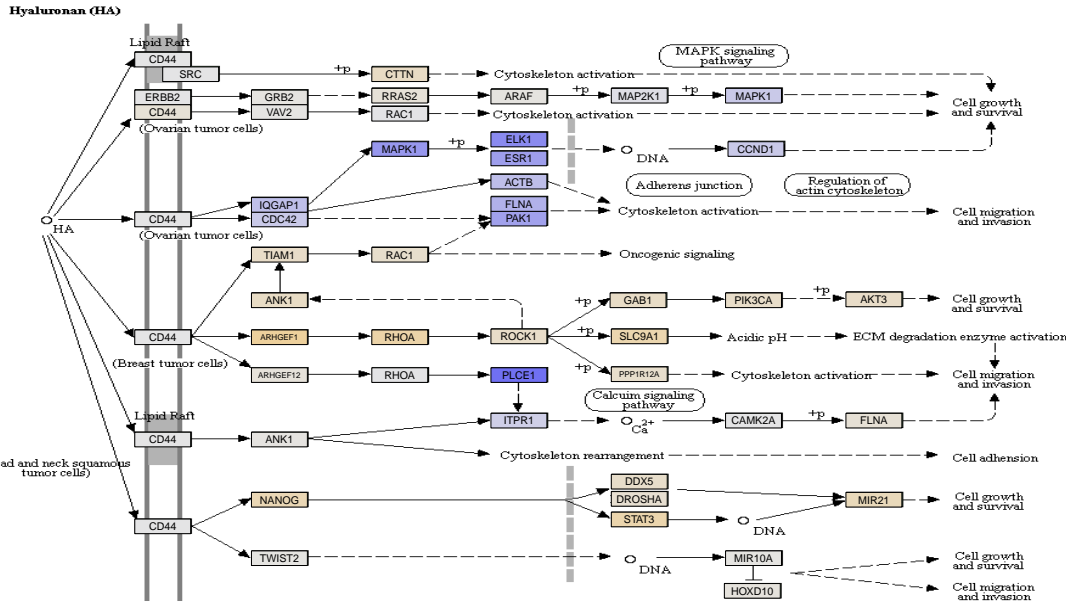 Hyaluronan (HA)
Lipid Raft
CD44
SRC
+p
CTTN
Cytoskeleton activation
MAPK signaling
pathway
ERBB2
GRB2
RRAS2
ARAF
+p
MAP2K1
+p
MAPK1
Cell growth
and survival
CD44
VAV2
RAC1
Cytoskeleton activation
(Ovarian tumor cells)
MAPK1
+p
ELK1
ESR1
DNA
CCND1
ACTB
Adherens junction
Regulation of
actin cytoskeleton
HA
CD44
IQGAP1
CDC42
FLNA
PAK1
Cytoskeleton activation
Cell migration
and invasion
(Ovarian tumor cells)
TIAM1
RAC1
Oncogenic signaling
ANK1
+p
GAB1
PIK3CA
+p
AKT3
Cell growth
and survival
CD44
ARHGEF1
RHOA
ROCK1
+p
SLC9A1
Acidic pH
ECM degradation enzyme activation
(Breast tumor cells)
ARHGEF12
RHOA
PLCE1
+p
PPP1R12A
Cytoskeleton activation
Cell migration
and invasion
Calcuim signaling
pathway
Lipid Raft
CD44
ANK1
ITPR1
Ca2+
CAMK2A
+p
FLNA
Cytoskeleton rearrangement
Cell adhesion
ad and neck squamous
tumor cells)
CD44
NANOG
DDX5
DROSHA
STAT3
DNA
MIR21
Cell growth
and survival
TWIST2
DNA
MIR10A
HOXD10
Cell growth
and survival
Cell migration
and invasion